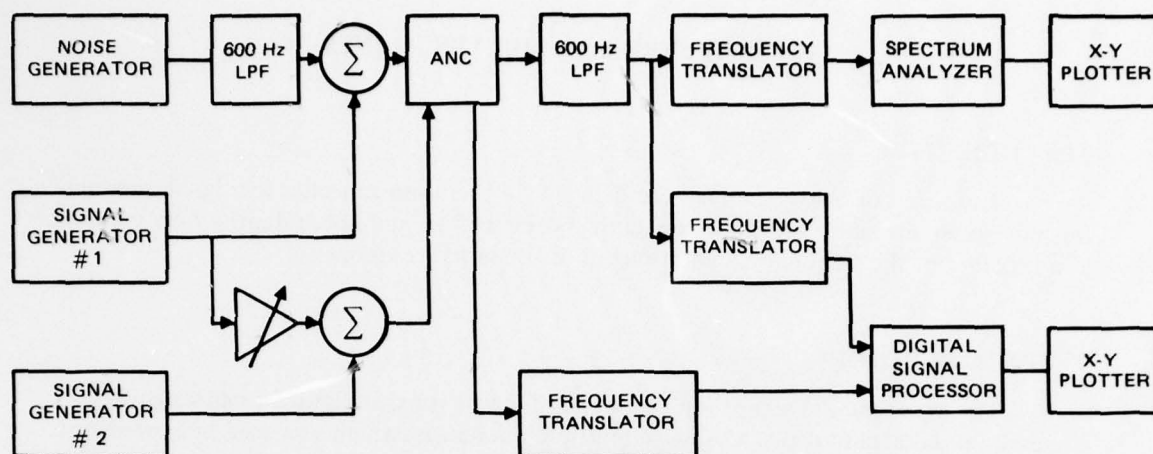 NOISE
GENERATOR
600 Hz
LPF
Σ
ANC
600 Hz
LPF
FREQUENCY
TRANSLATOR
SPECTRUM
ANALYZER
X-Y
PLOTTER
SIGNAL
GENERATOR
#1
FREQUENCY
TRANSLATOR
Σ
SIGNAL
GENERATOR
#2
FREQUENCY
TRANSLATOR
DIGITAL
SIGNAL
PROCESSOR
X-Y
PLOTTER